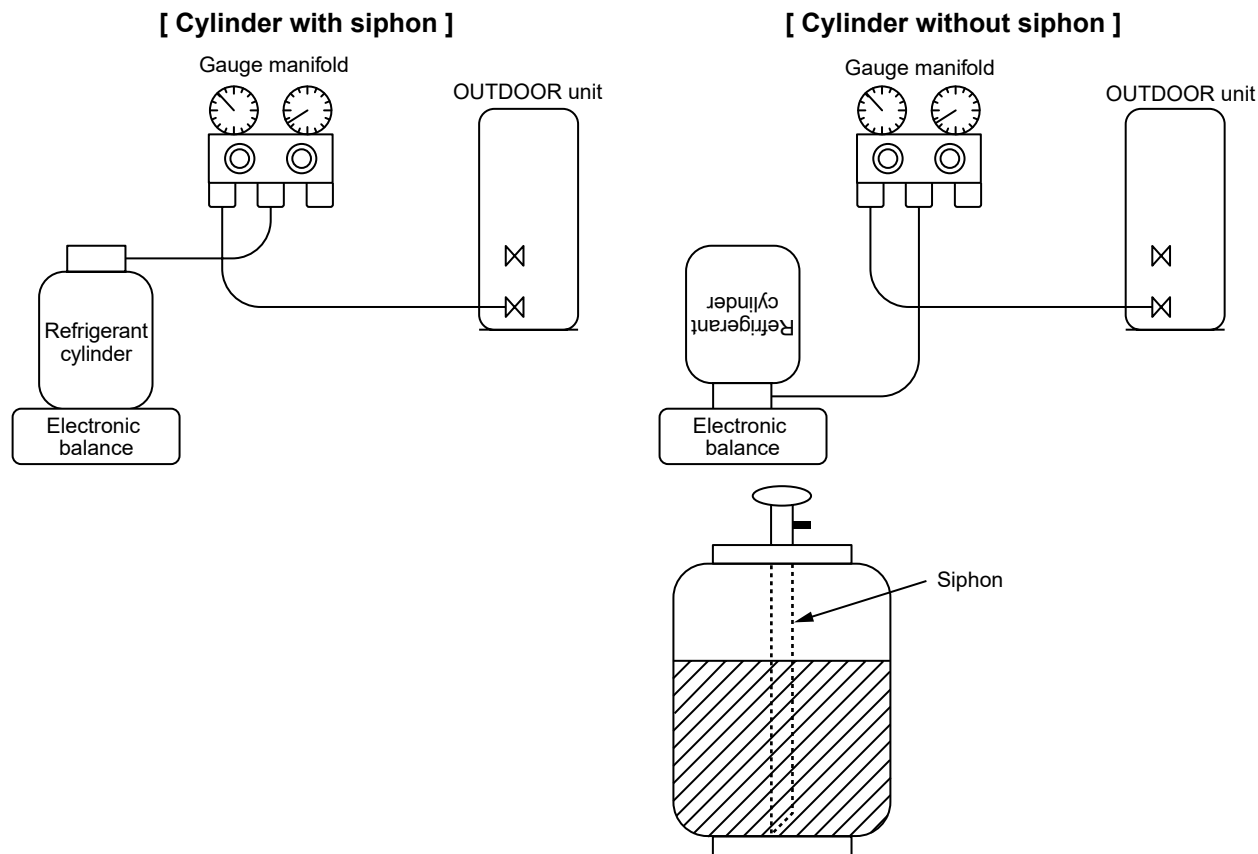 [ Cylinder with siphon ]
Gauge manifold
OUTDOOR unit
Refrigerant
cylinder
Electronic
balance
[ Cylinder without siphon ]
Gauge manifold
OUTDOOR unit
Refrigerant
cylinder
Electronic
balance
Siphon